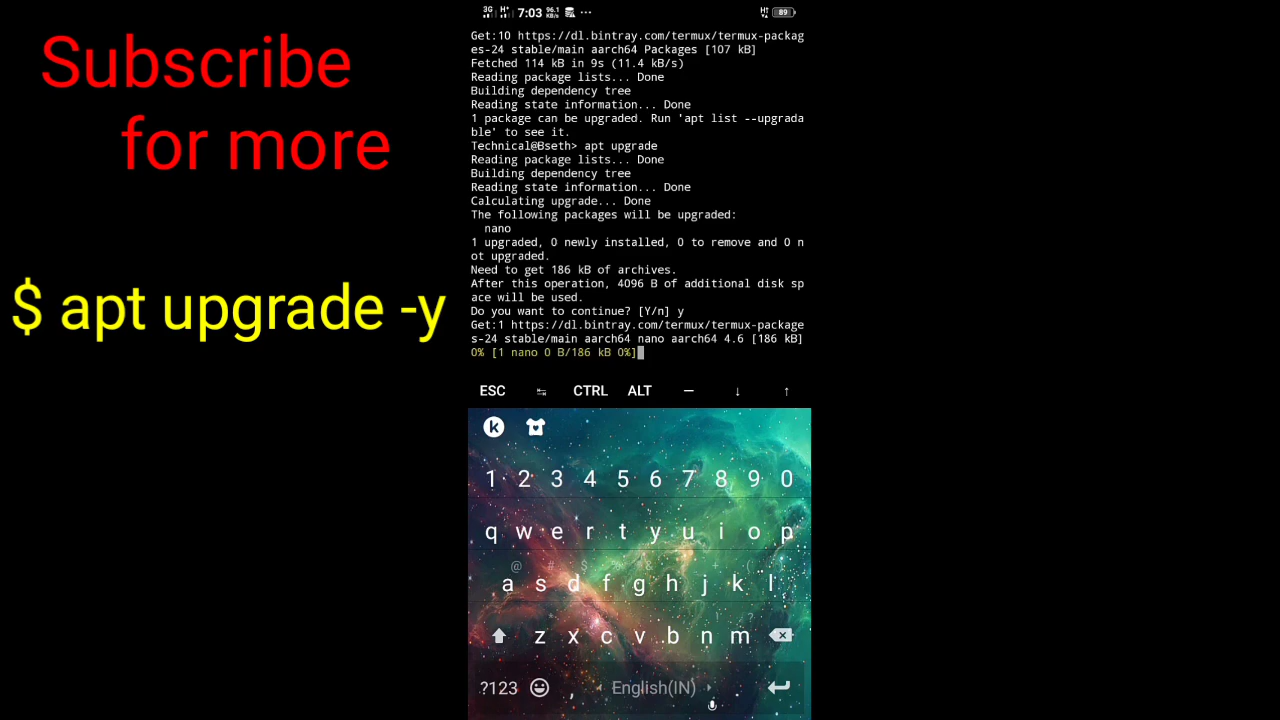 Subscribe
for more
$ apt upgrade -y
3G H+ 7:03 96.1 KB/s ... 89
Get:10 https://dl.bintray.com/termux/termux-packag
es-24 stable/main aarch64 Packages [107 kB]
Fetched 114 kB in 9s (11.4 kB/s)
Reading package lists... Done
Building dependency tree
Reading state information... Done
1 package can be upgraded. Run 'apt list --upgrada
ble' to see it.
Technical@Bseth> apt upgrade
Reading package lists... Done
Building dependency tree
Reading state information... Done
Calculating upgrade... Done
The following packages will be upgraded:
nano
1 upgraded, 0 newly installed, 0 to remove and 0 n
ot upgraded.
Need to get 186 kB of archives.
After this operation, 4096 B of additional disk sp
ace will be used.
Do you want to continue? [Y/n] y
Get:1 https://dl.bintray.com/termux/termux-package
s-24 stable/main aarch64 nano aarch64 4.6 [186 kB]
0% [1 nano 0 B/186 kB 0%]
ESC ↹ CTRL ALT — ↓ ↑
k
1 2 3 4 5 6 7 8 9 0
q w e r t y u i o p
a s d f g h j k l
z x c v b n m
?123 , English(IN) .